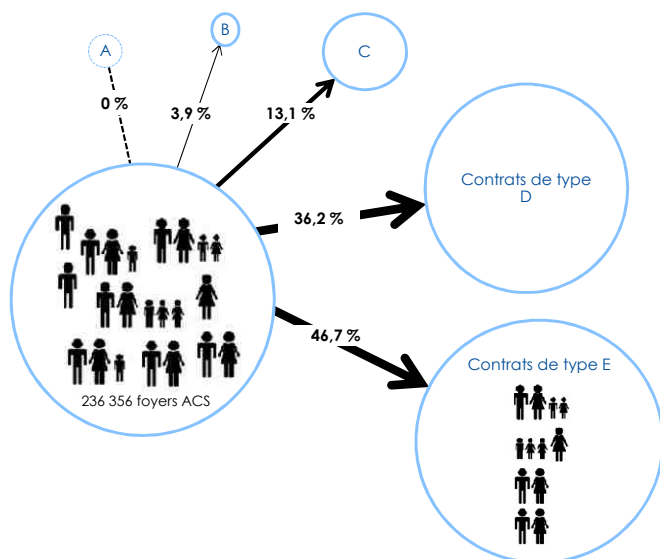 A
B
C
0 %
3,9 %
13,1 %
Contrats de type
D
36,2 %
46,7 %
Contrats de type E
236 356 foyers ACS